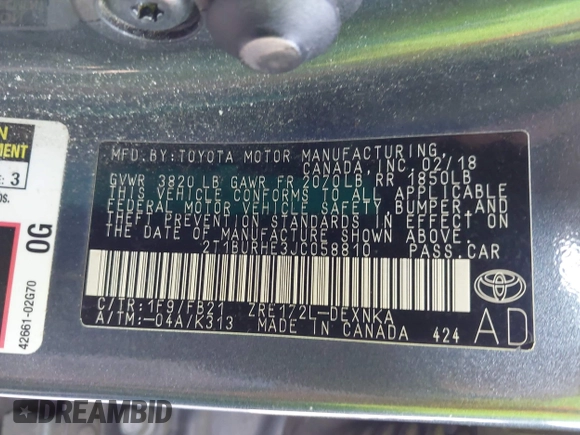 MFD.BY:TOYOTA MOTOR MANUFACTURING
CANADA, INC. 02/18
GVWR 3820LB GAWR FR 2070LB RR 1850LB
THIS VEHICLE CONFORMS TO ALL APPLICABLE
FEDERAL MOTOR VEHICLE SAFETY, BUMPER AND
THEFT PREVENTION STANDARDS IN EFFECT ON
THE DATE OF MANUFACTURE SHOWN ABOVE.
2T1BURHE3JC058810 PASS.CAR
C/TR:1F9/FB21 ZRE172L-DEXNKA
A/TM:-04A/K313 MADE IN CANADA 424
AD
N
EMENT
: 3
0G
42661-02G70
DREAMBID